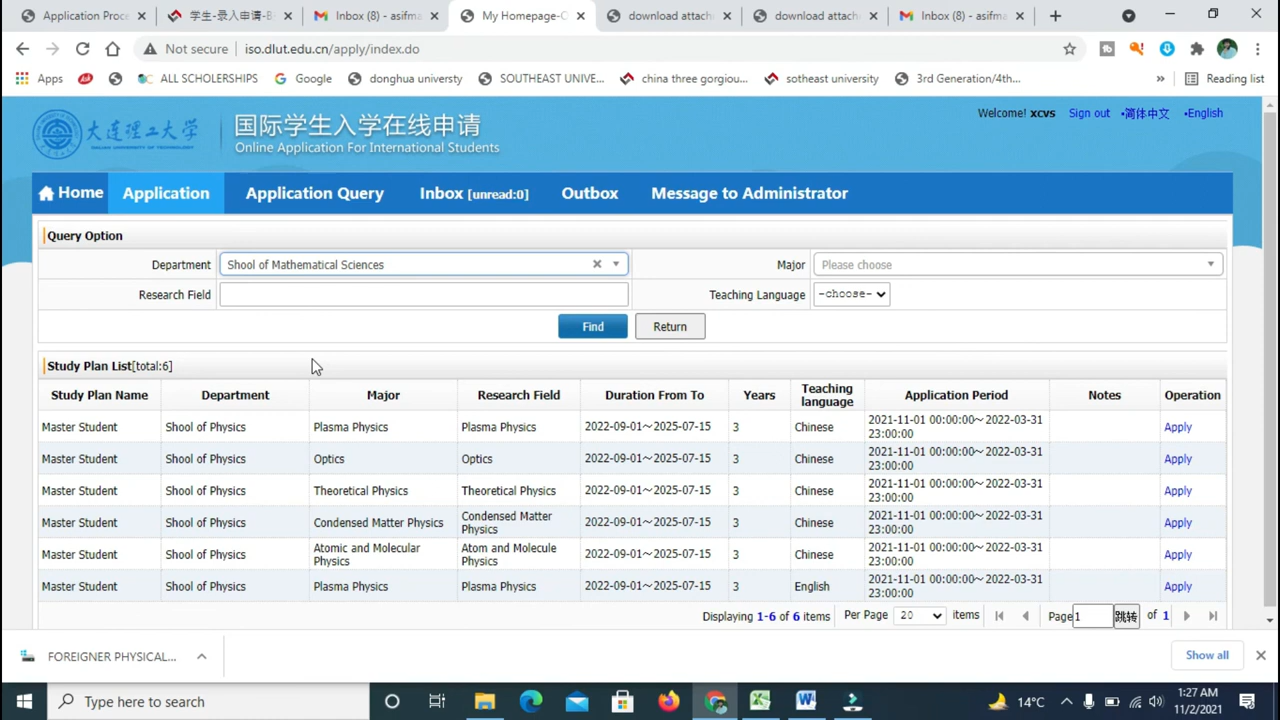 Application Proce
学生-录入申请-B
Inbox (8) - asifma
My Homepage-O
download attach
download attach
Inbox (8) - asifma
Not secure iso.dlut.edu.cn/apply/index.do
Apps
ALL SCHOLERSHIPS
Google
donghua univeristy
SOUTHEAST UNIVE...
china three gorgiou...
sotheast university
3rd Generation/4th...
»
Reading list
大连理工大学
DALIAN UNIVERSITY OF TECHNOLOGY
国际学生入学在线申请
Online Application For International Students
Welcome! xcvs Sign out •简体中文 •English
Home Application Application Query Inbox [unread:0] Outbox Message to Administrator
Query Option
Department Shool of Mathematical Sciences Major Please choose
Research Field Teaching Language -choose-
Find Return
Study Plan List[total:6]
Study Plan Name Department Major Research Field Duration From To Years Teaching language Application Period Notes Operation
Master Student Shool of Physics Plasma Physics Plasma Physics 2022-09-01～2025-07-15 3 Chinese 2021-11-01 00:00:00～2022-03-31 23:00:00 Apply
Master Student Shool of Physics Optics Optics 2022-09-01～2025-07-15 3 Chinese 2021-11-01 00:00:00～2022-03-31 23:00:00 Apply
Master Student Shool of Physics Theoretical Physics Theoretical Physics 2022-09-01～2025-07-15 3 Chinese 2021-11-01 00:00:00～2022-03-31 23:00:00 Apply
Master Student Shool of Physics Condensed Matter Physics Condensed Matter Physics 2022-09-01～2025-07-15 3 Chinese 2021-11-01 00:00:00～2022-03-31 23:00:00 Apply
Master Student Shool of Physics Atomic and Molecular Physics Atom and Molecule Physics 2022-09-01～2025-07-15 3 Chinese 2021-11-01 00:00:00～2022-03-31 23:00:00 Apply
Master Student Shool of Physics Plasma Physics Plasma Physics 2022-09-01～2025-07-15 3 English 2021-11-01 00:00:00～2022-03-31 23:00:00 Apply
Displaying 1-6 of 6 items Per Page 20 items Page 1 跳转 of 1
FOREIGNER PHYSICAL...
Show all
Type here to search
14°C
1:27 AM
11/2/2021